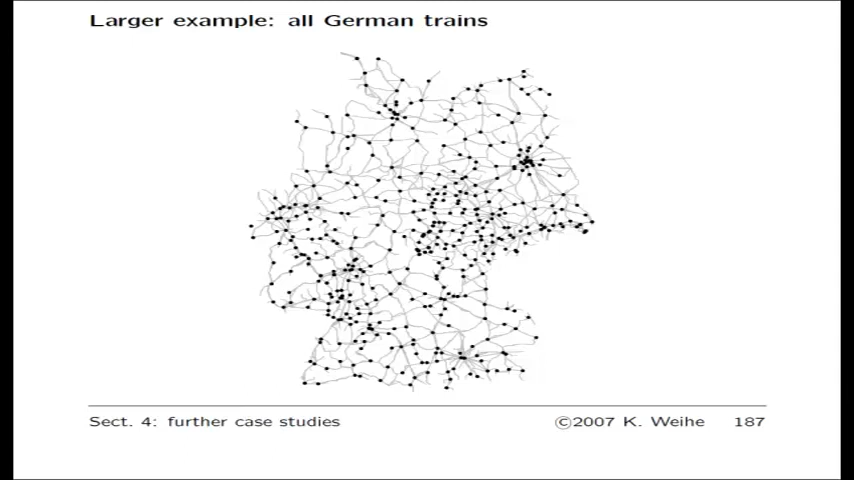 Larger example: all German trains
Sect. 4: further case studies ©2007 K. Weihe 187